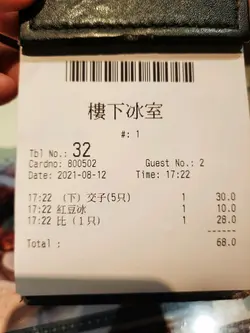 樓下冰室
#: 1
Tbl No.: 32
Cardno: 800502 Guest No.: 2
Date: 2021-08-12 Time: 17:22
17:22 (下) 交子(5只) 1 30.0
17:22 紅豆冰 1 10.0
17:22 比 (1只) 1 28.0
Total : 68.0